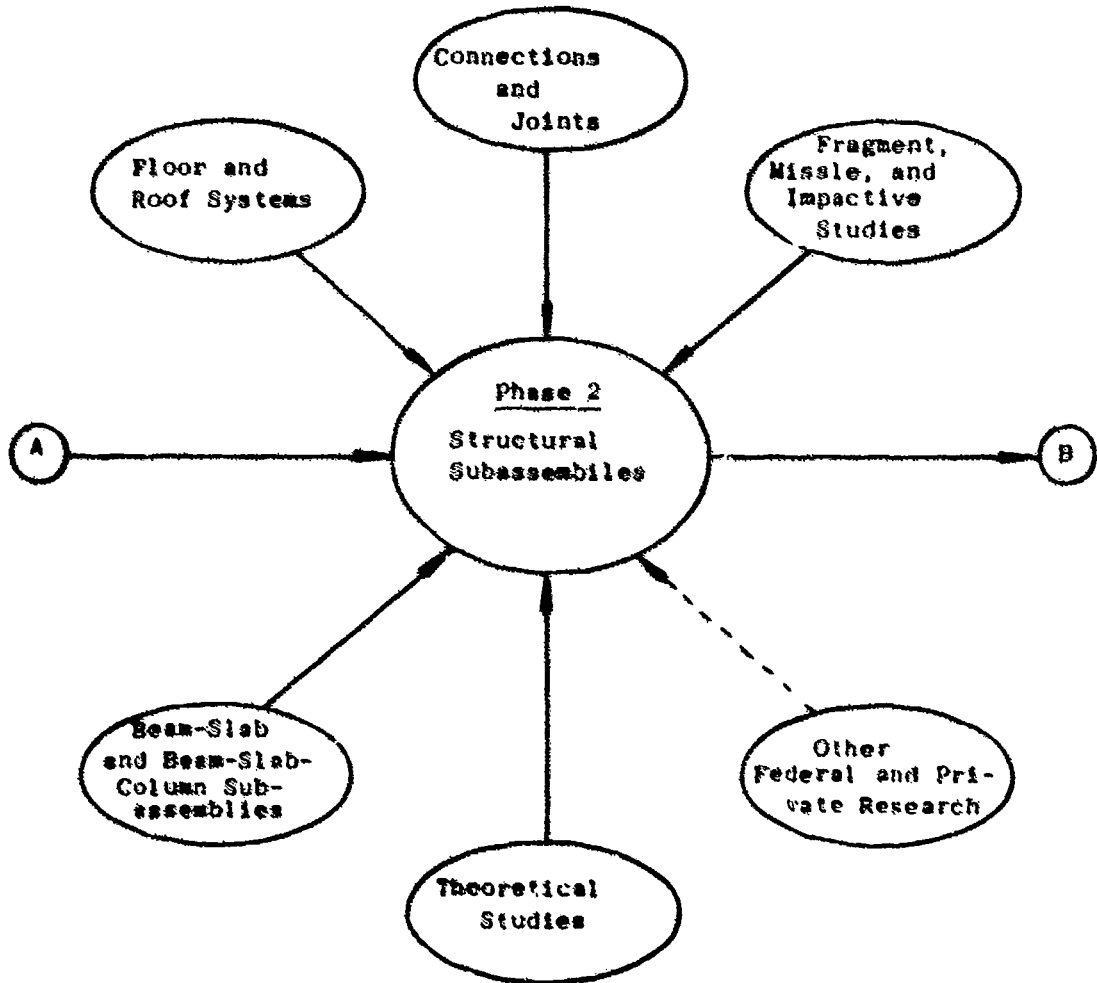 Connections
and
Joints
Floor and
Roof Systems
Fragment,
Missle, and
Impactive
Studies
Phase 2
Structural
Subassembiles
A
B
Beam-Slab
and Beam-Slab-
Column Sub-
assemblies
Other
Federal and Pri-
vate Research
Theoretical
Studies